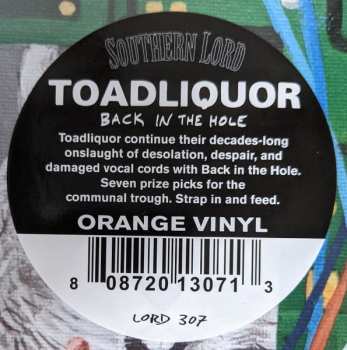 SOUTHERN LORD
TOADLIQUOR
BACK IN THE HOLE
Toadliquor continue their decades-long
onslaught of desolation, despair, and
damaged vocal cords with Back in the Hole.
Seven prize picks for the
communal trough. Strap in and feed.
ORANGE VINYL
8 08720 13071 3
LORD 307